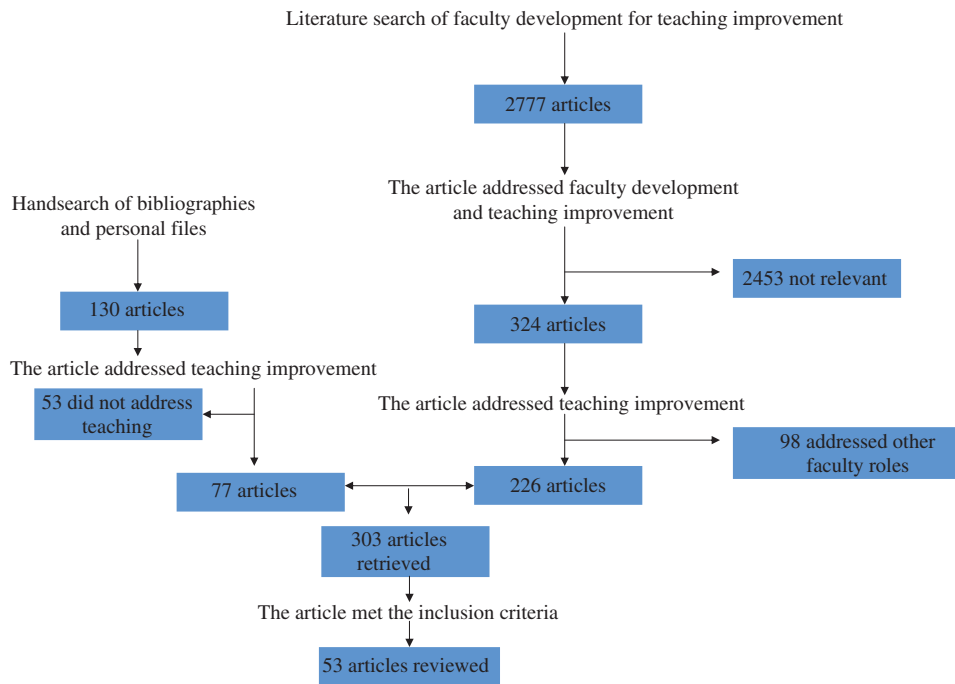 Literature search of faculty development for teaching improvement
2777 articles
The article addressed faculty development
and teaching improvement
Handsearch of bibliographies
and personal files
2453 not relevant
130 articles
324 articles
The article addressed teaching improvement
53 did not address
teaching
The article addressed teaching improvement
98 addressed other
faculty roles
77 articles
226 articles
303 articles
retrieved
The article met the inclusion criteria
53 articles reviewed